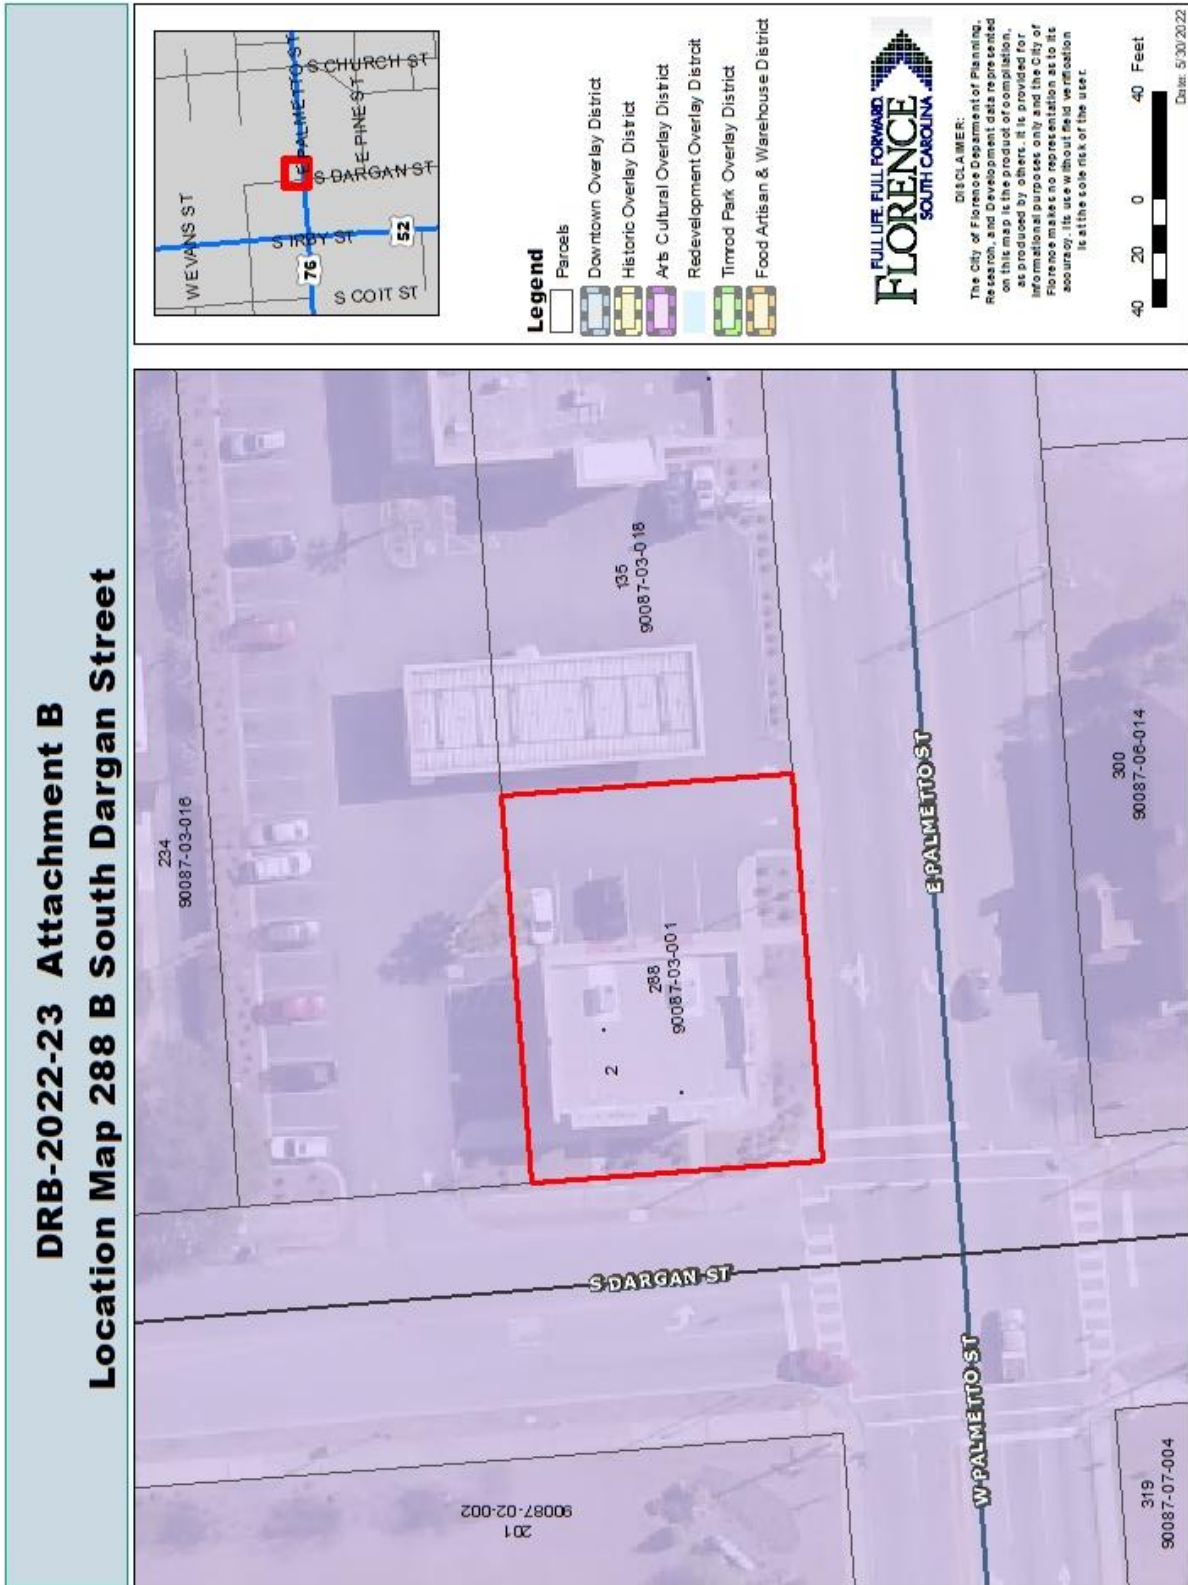 DRB-2022-23 Attachment B
Location Map 288 B South Dargan Street
234
90087-03-016
135
90087-03-018
288
90087-03-001
2
300
90087-06-014
201
90087-02-002
319
90087-07-004
S DARGAN ST
E PALMETTO ST
W PALMETTO ST
W EVANS ST
S CHURCH ST
E PALMETTO ST
E PINE ST
S DARGAN ST
S IRBY ST
52
76
S COIT ST
Legend
Parcels
Downtown Overlay District
Historic Overlay District
Arts Cultural Overlay District
Redevelopment Overlay Distrcit
Timrod Park Overlay District
Food Artisan & Warehouse District
FULL LIFE. FULL FORWARD.
FLORENCE
SOUTH CAROLINA
DISCLAIMER:
The City of Florence Deparment of Planning,
Research, and Development data represented
on this map is the product of compilation,
as produced by others. It is provided for
informational purposes only and the City of
Florence makes no representation as to its
accuracy. Its use without field verification
is at the sole risk of the user.
40 20 0 40 Feet
Date: 5/30/2022